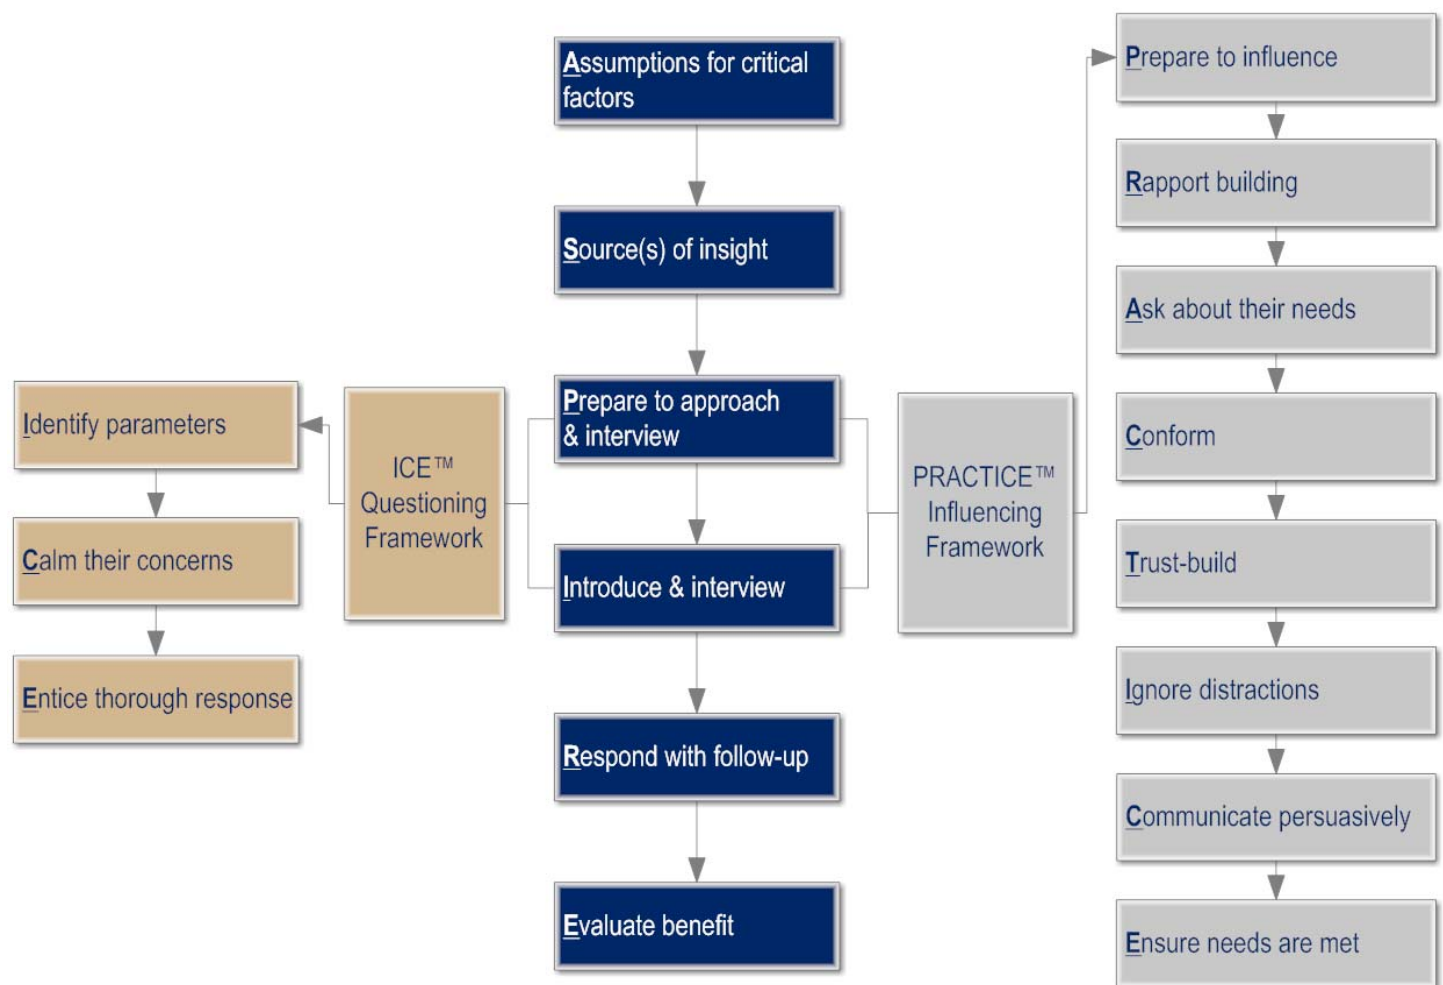 Assumptions for critical
factors
Source(s) of insight
Prepare to approach
& interview
Introduce & interview
Respond with follow-up
Evaluate benefit
ICE™
Questioning
Framework
Identify parameters
Calm their concerns
Entice thorough response
PRACTICE™
Influencing
Framework
Prepare to influence
Rapport building
Ask about their needs
Conform
Trust-build
Ignore distractions
Communicate persuasively
Ensure needs are met